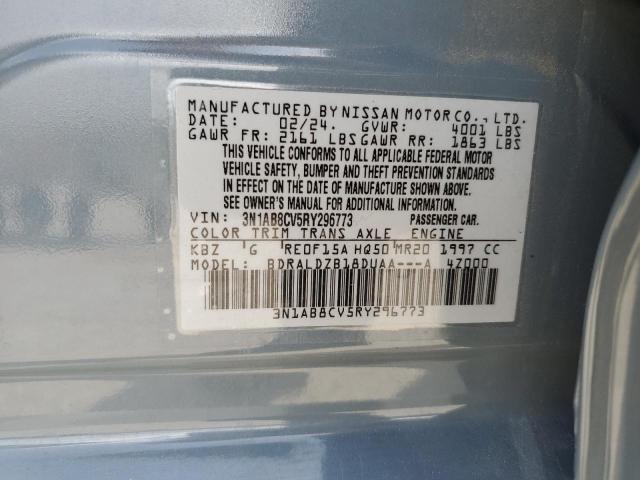 MANUFACTURED BY NISSAN MOTOR CO., LTD.
DATE: 02/24. GVWR: 4001 LBS
GAWR FR: 2161 LBS GAWR RR: 1863 LBS
THIS VEHICLE CONFORMS TO ALL APPLICABLE FEDERAL MOTOR
VEHICLE SAFETY, BUMPER AND THEFT PREVENTION STANDARDS
IN EFFECT ON THE DATE OF MANUFACTURE SHOWN ABOVE.
SEE OWNER'S MANUAL FOR ADDITIONAL INFORMATION.
VIN: 3N1AB8CV5RY296773 PASSENGER CAR.
COLOR TRIM TRANS AXLE ENGINE
KBZ G RE0F15A HQ50 MR20 1997 CC
MODEL: BDRALDZB18DUAA---A 4Z000
3N1AB8CV5RY296773